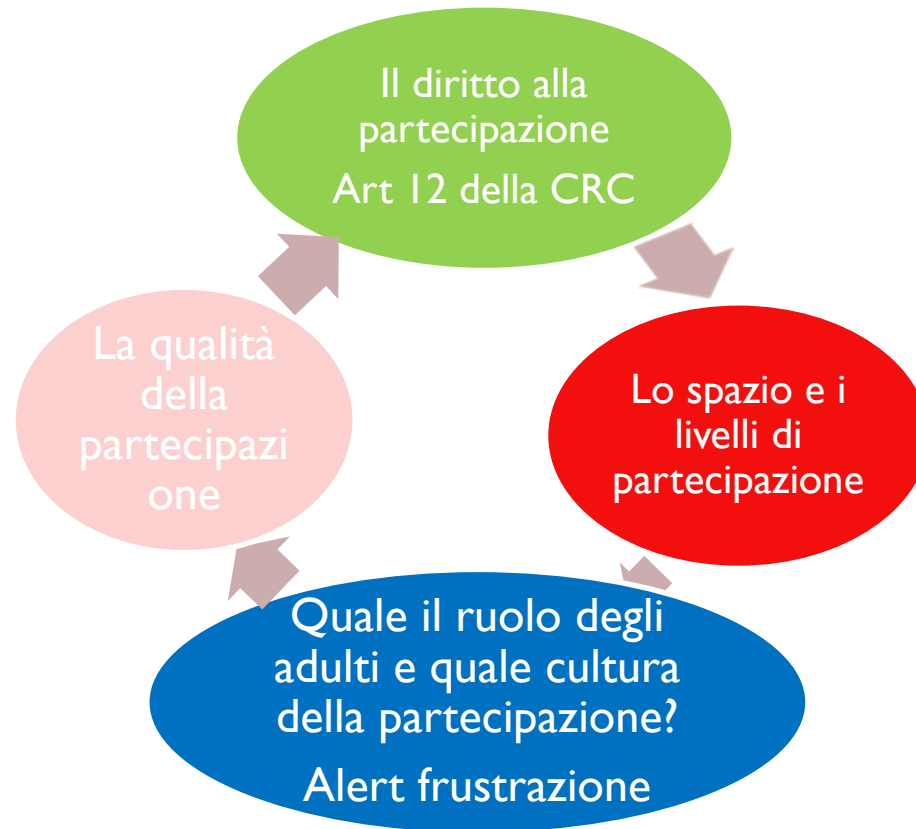 Il diritto alla
partecipazione
Art 12 della CRC
Lo spazio e i
livelli di
partecipazione
Quale il ruolo degli
adulti e quale cultura
della partecipazione?
Alert frustrazione
La qualità
della
partecipazi
one